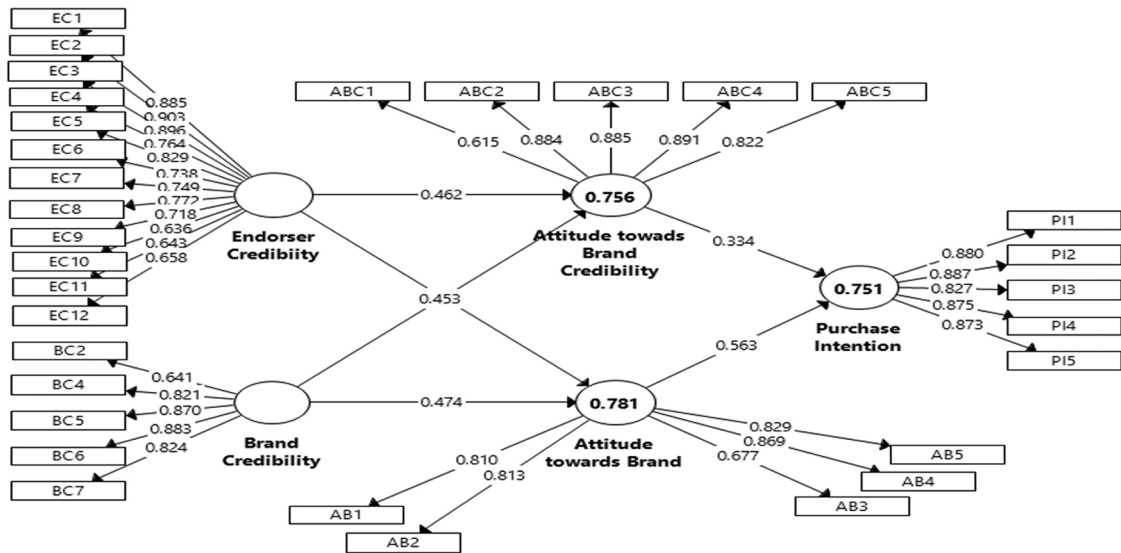 EC1
EC2
EC3
EC4
EC5
EC6
EC7
EC8
EC9
EC10
EC11
EC12
0.885
0.903
0.896
0.764
0.829
0.738
0.749
0.772
0.718
0.636
0.643
0.658
Endorser
Credibiity
BC2
BC4
BC5
BC6
BC7
0.641
0.821
0.870
0.883
0.824
Brand
Credibility
0.462
0.453
0.474
ABC1
ABC2
ABC3
ABC4
ABC5
0.615
0.884
0.885
0.891
0.822
0.756
Attitude towads
Brand
Credibility
0.334
0.563
0.781
Attitude
towards Brand
0.810
0.813
AB1
AB2
0.829
0.869
0.677
AB5
AB4
AB3
0.751
Purchase
Intention
0.880
0.887
0.827
0.875
0.873
PI1
PI2
PI3
PI4
PI5